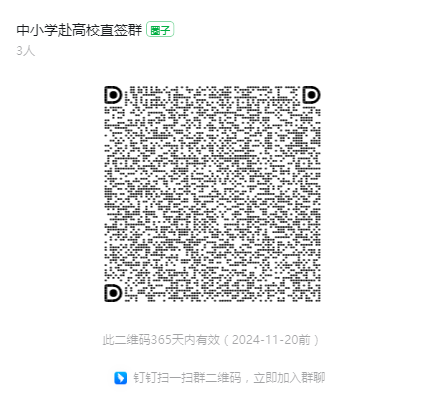 中小学赴高校直签群 圈子
3人
此二维码365天内有效（2024-11-20前）
钉钉扫一扫群二维码，立即加入群聊